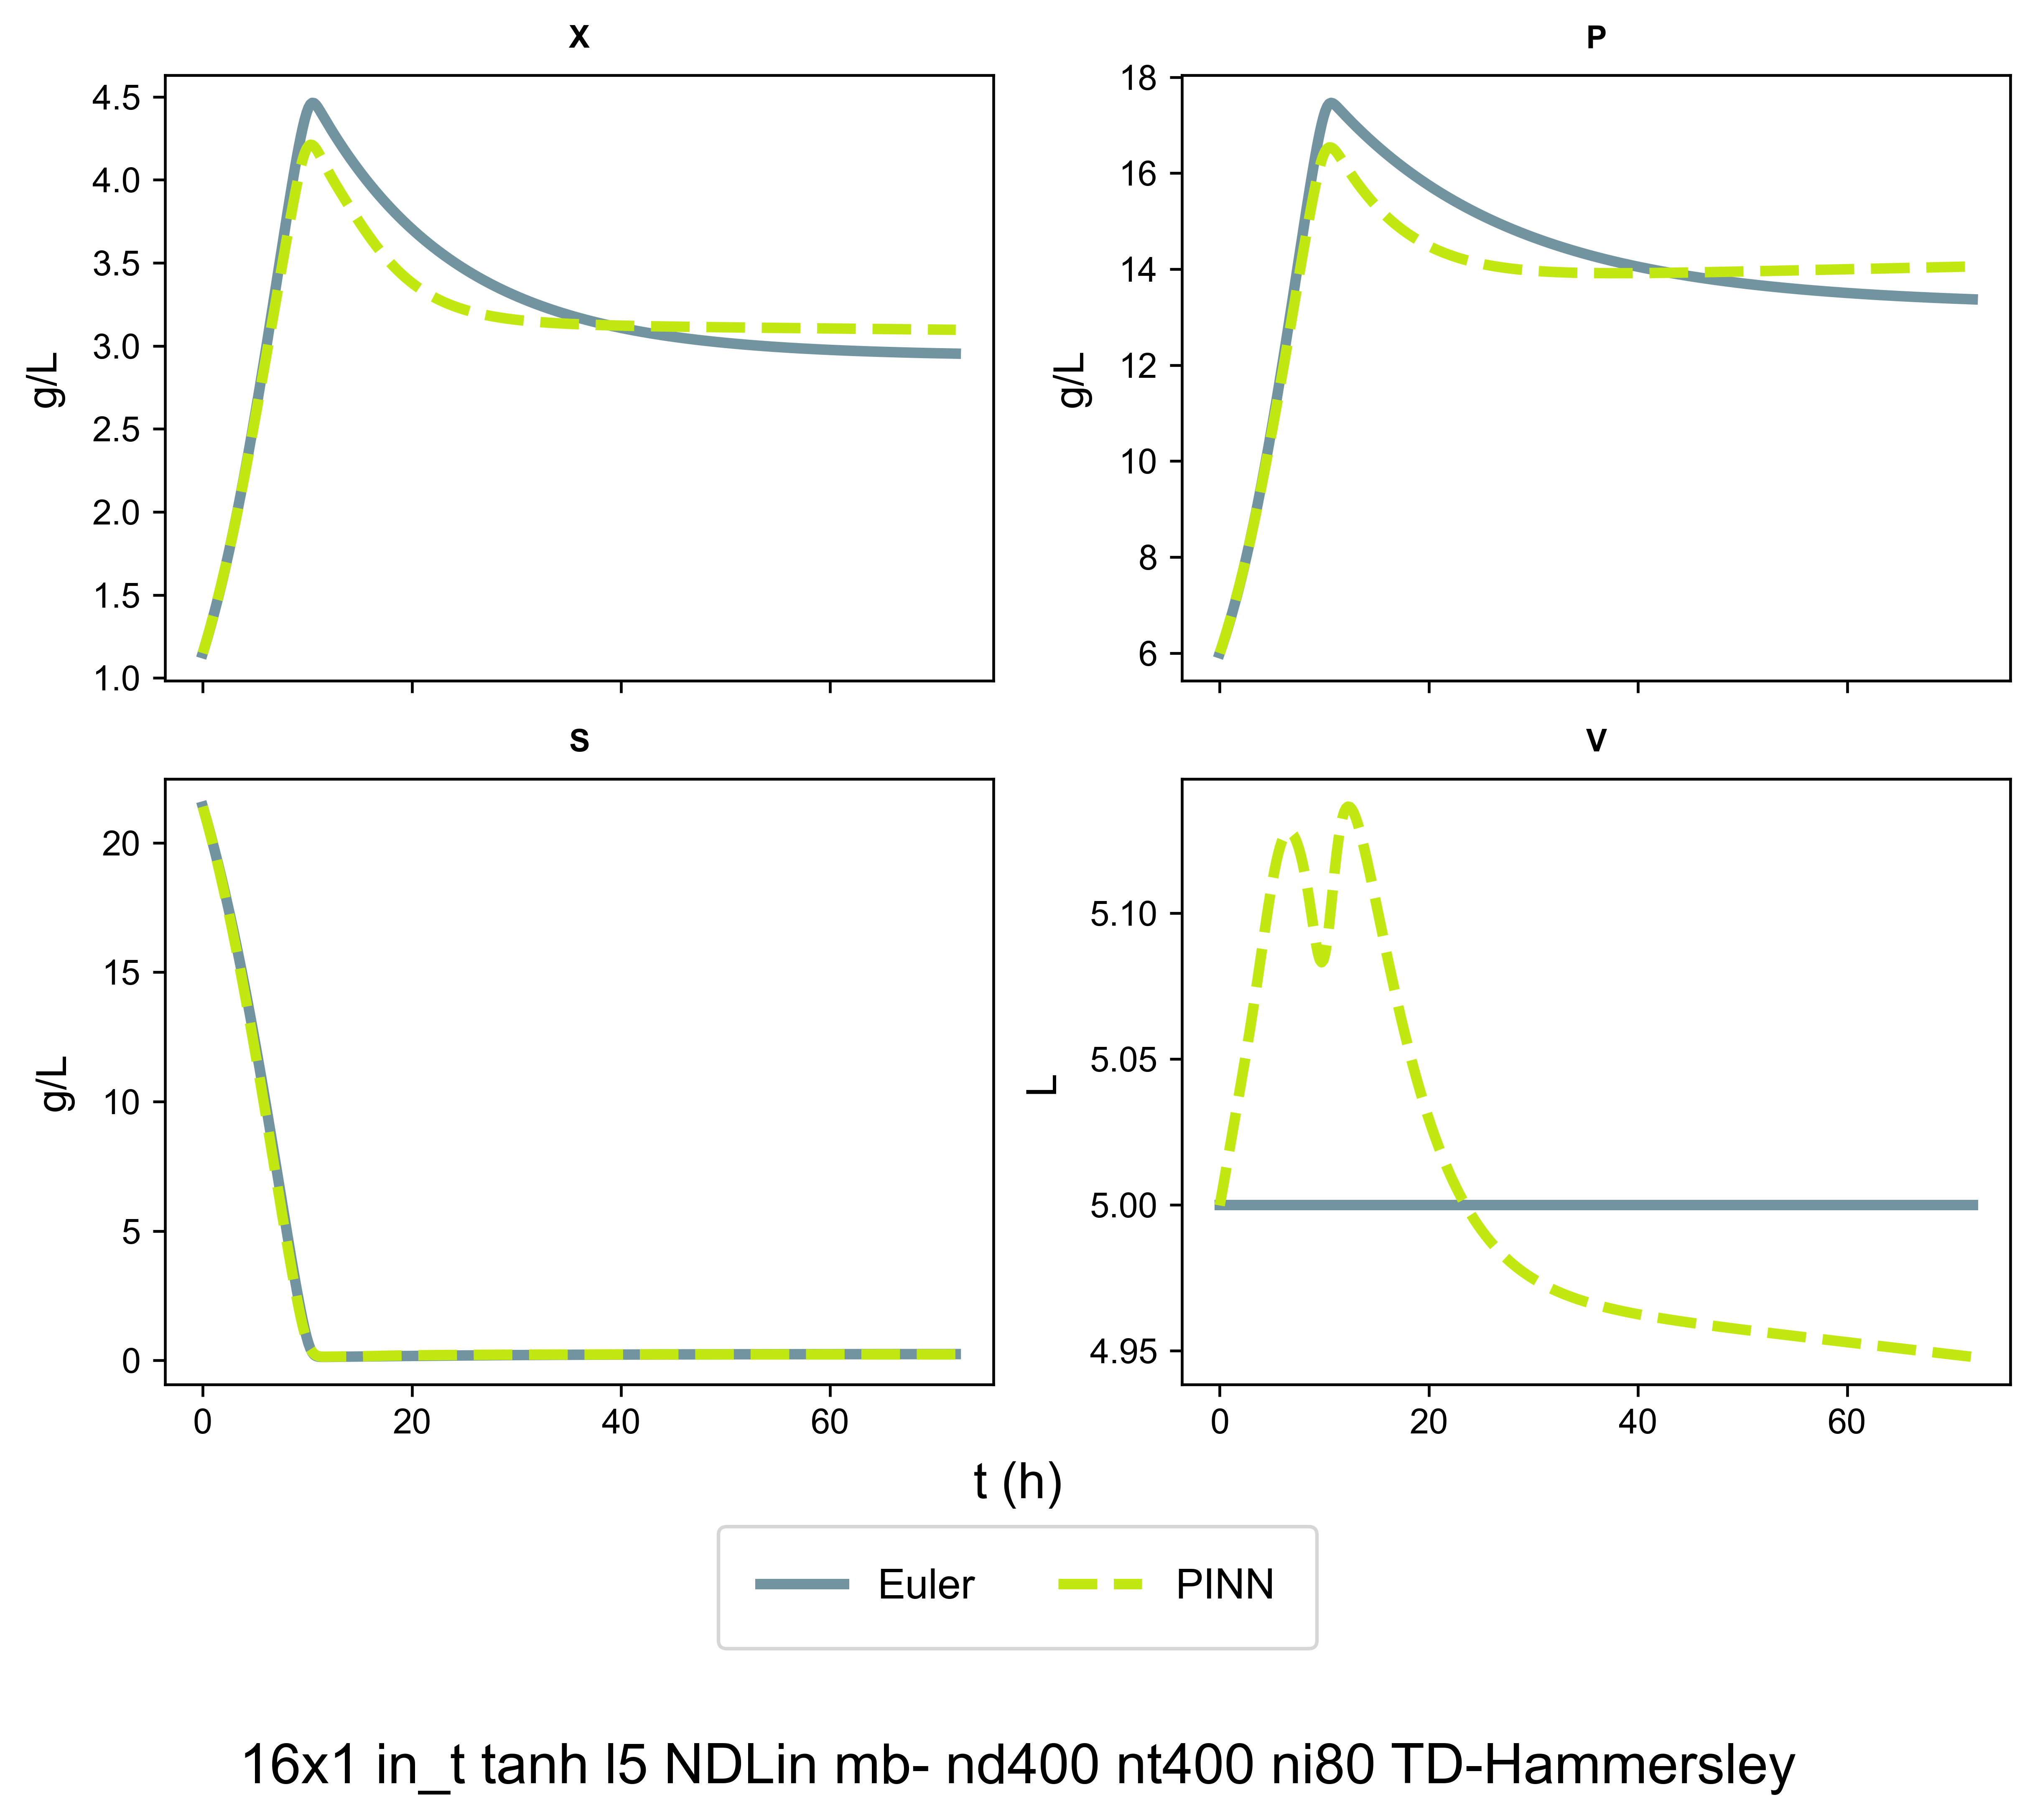 X
P
4.5
4.0
3.5
3.0
2.5
2.0
1.5
1.0
g/L
18
16
14
12
10
8
6
g/L
S
V
20
15
10
5
0
g/L
5.10
5.05
5.00
4.95
L
0 20 40 60
0 20 40 60
t (h)
Euler PINN
16x1 in_t tanh l5 NDLin mb- nd400 nt400 ni80 TD-Hammersley